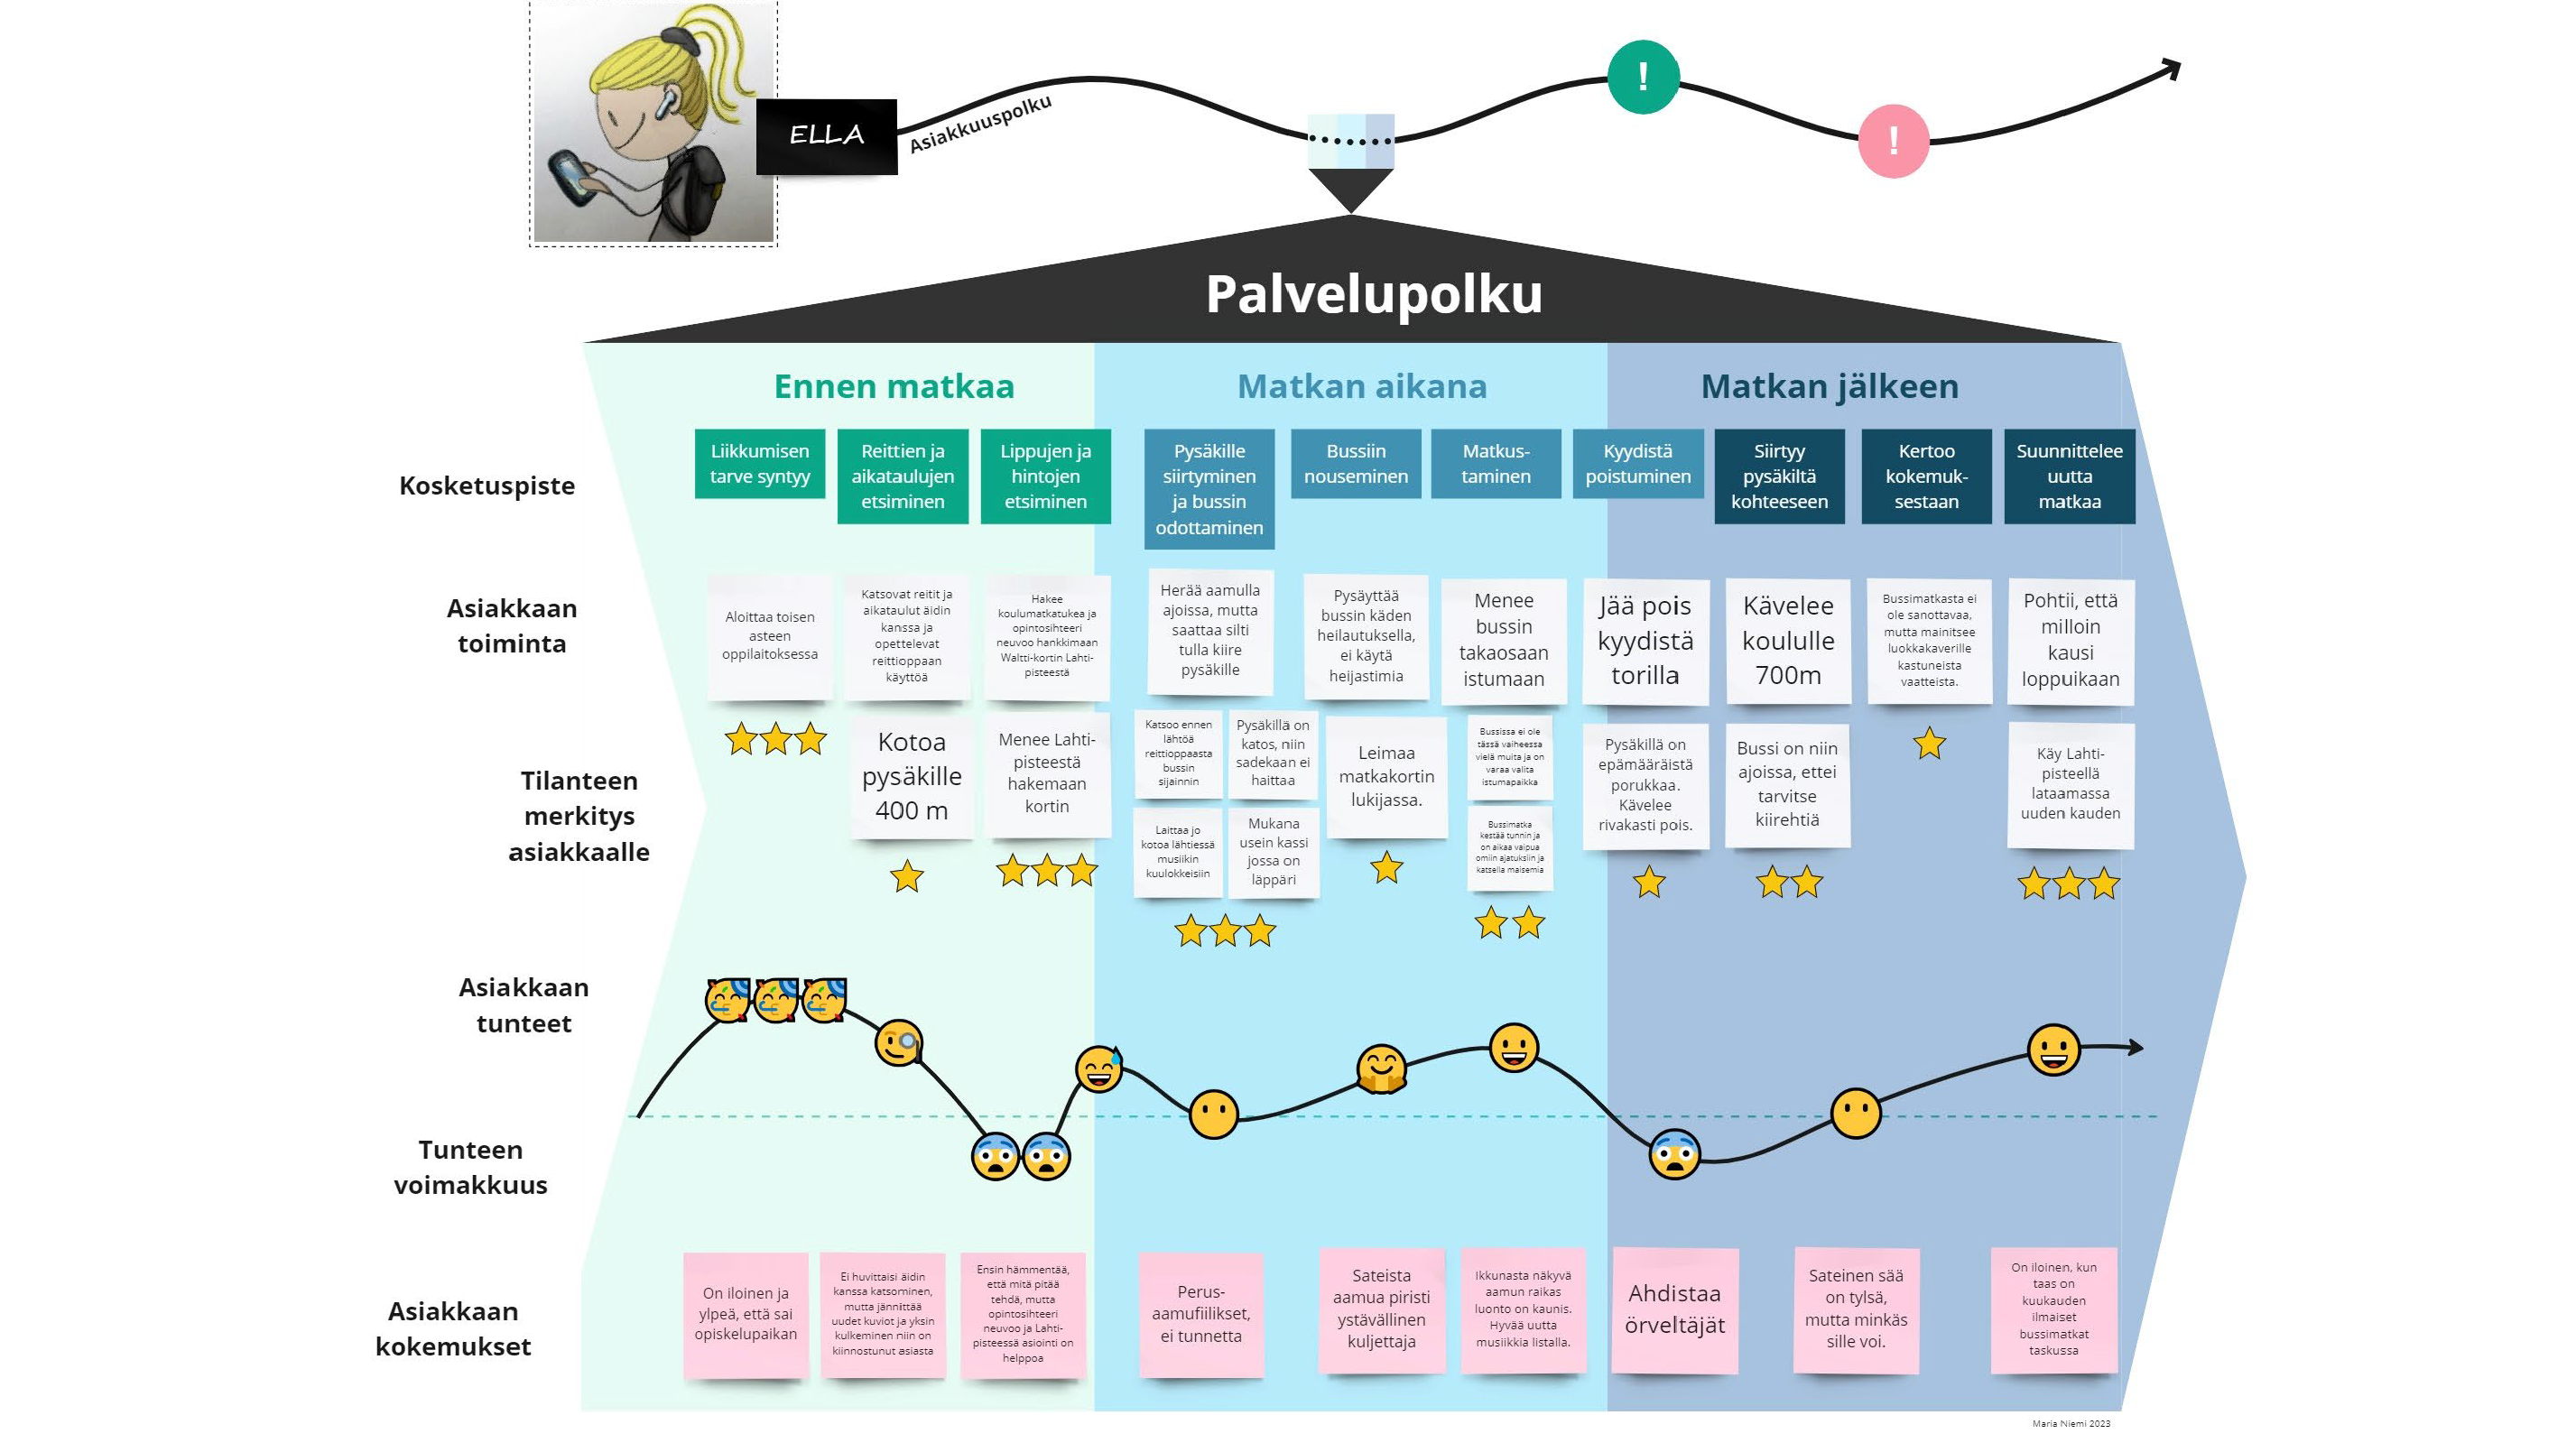 ELLA
Asiakkuuspolku
!
!
Palvelupolku
Ennen matkaa
Matkan aikana
Matkan jälkeen
Kosketuspiste
Liikkumisen
tarve syntyy
Reittien ja
aikataulujen
etsiminen
Lippujen ja
hintojen
etsiminen
Pysäkille
siirtyminen
ja bussin
odottaminen
Bussiin
nouseminen
Matkus-
taminen
Kyydistä
poistuminen
Siirtyy
pysäkiltä
kohteeseen
Kertoo
kokemuk-
sestaan
Suunnittelee
uutta
matkaa
Asiakkaan
toiminta
Aloittaa toisen
asteen
oppilaitoksessa
Katsovat reitit ja
aikataulut äidin
kanssa ja
opettelevat
reittioppaan
käyttöä
Hakee
koulumatkatukea ja
opintosihteeri
neuvoo hankkimaan
Waltti-kortin Lahti-
pisteestä
Herää aamulla
ajoissa, mutta
saattaa silti
tulla kiire
pysäkille
Pysäyttää
bussin käden
heilautuksella,
ei käytä
heijastimia
Menee
bussin
takaosaan
istumaan
Jää pois
kyydistä
torilla
Kävelee
koululle
700m
Bussimatkasta ei
ole sanottavaa,
mutta mainitsee
luokkakaverille
kastuneista
vaatteista.
Pohtii, että
milloin
kausi
loppuikaan
Tilanteen
merkitys
asiakkaalle
Kotoa
pysäkille
400 m
Menee Lahti-
pisteestä
hakemaan
kortin
Katsoo ennen
lähtöä
reittioppaasta
bussin
sijainnin
Pysäkillä on
katos, niin
sadekaan ei
haittaa
Laittaa jo
kotoa lähtiessä
musiikin
kuulokkeisiin
Mukana
usein kassi
jossa on
läppäri
Leimaa
matkakortin
lukijassa.
Bussissa ei ole
tässä vaiheessa
vielä muita ja on
varaa valita
istumapaikka
Bussimatka
kestää tunnin ja
on aikaa vaipua
omiin ajatuksiin ja
katsella maisemia
Pysäkillä on
epämääräistä
porukkaa.
Kävelee
rivakasti pois.
Bussi on niin
ajoissa, ettei
tarvitse
kiirehtiä
Käy Lahti-
pisteellä
lataamassa
uuden kauden
Asiakkaan
tunteet
Tunteen
voimakkuus
Asiakkaan
kokemukset
On iloinen ja
ylpeä, että sai
opiskelupaikan
Ei huvittaisi äidin
kanssa katsominen,
mutta jännittää
uudet kuviot ja yksin
kulkeminen niin on
kiinnostunut asiasta
Ensin hämmentää,
että mitä pitää
tehdä, mutta
opintosihteeri
neuvoo ja Lahti-
pisteessä asiointi on
helppoa
Perus-
aamufiilikset,
ei tunnetta
Sateista
aamua piristi
ystävällinen
kuljettaja
Ikkunasta näkyvä
aamun raikas
luonto on kaunis.
Hyvää uutta
musiikkia listalla.
Ahdistaa
örveltäjät
Sateinen sää
on tylsä,
mutta minkäs
sille voi.
On iloinen, kun
taas on
kuukauden
ilmaiset
bussimatkat
taskussa
Maria Niemi 2023